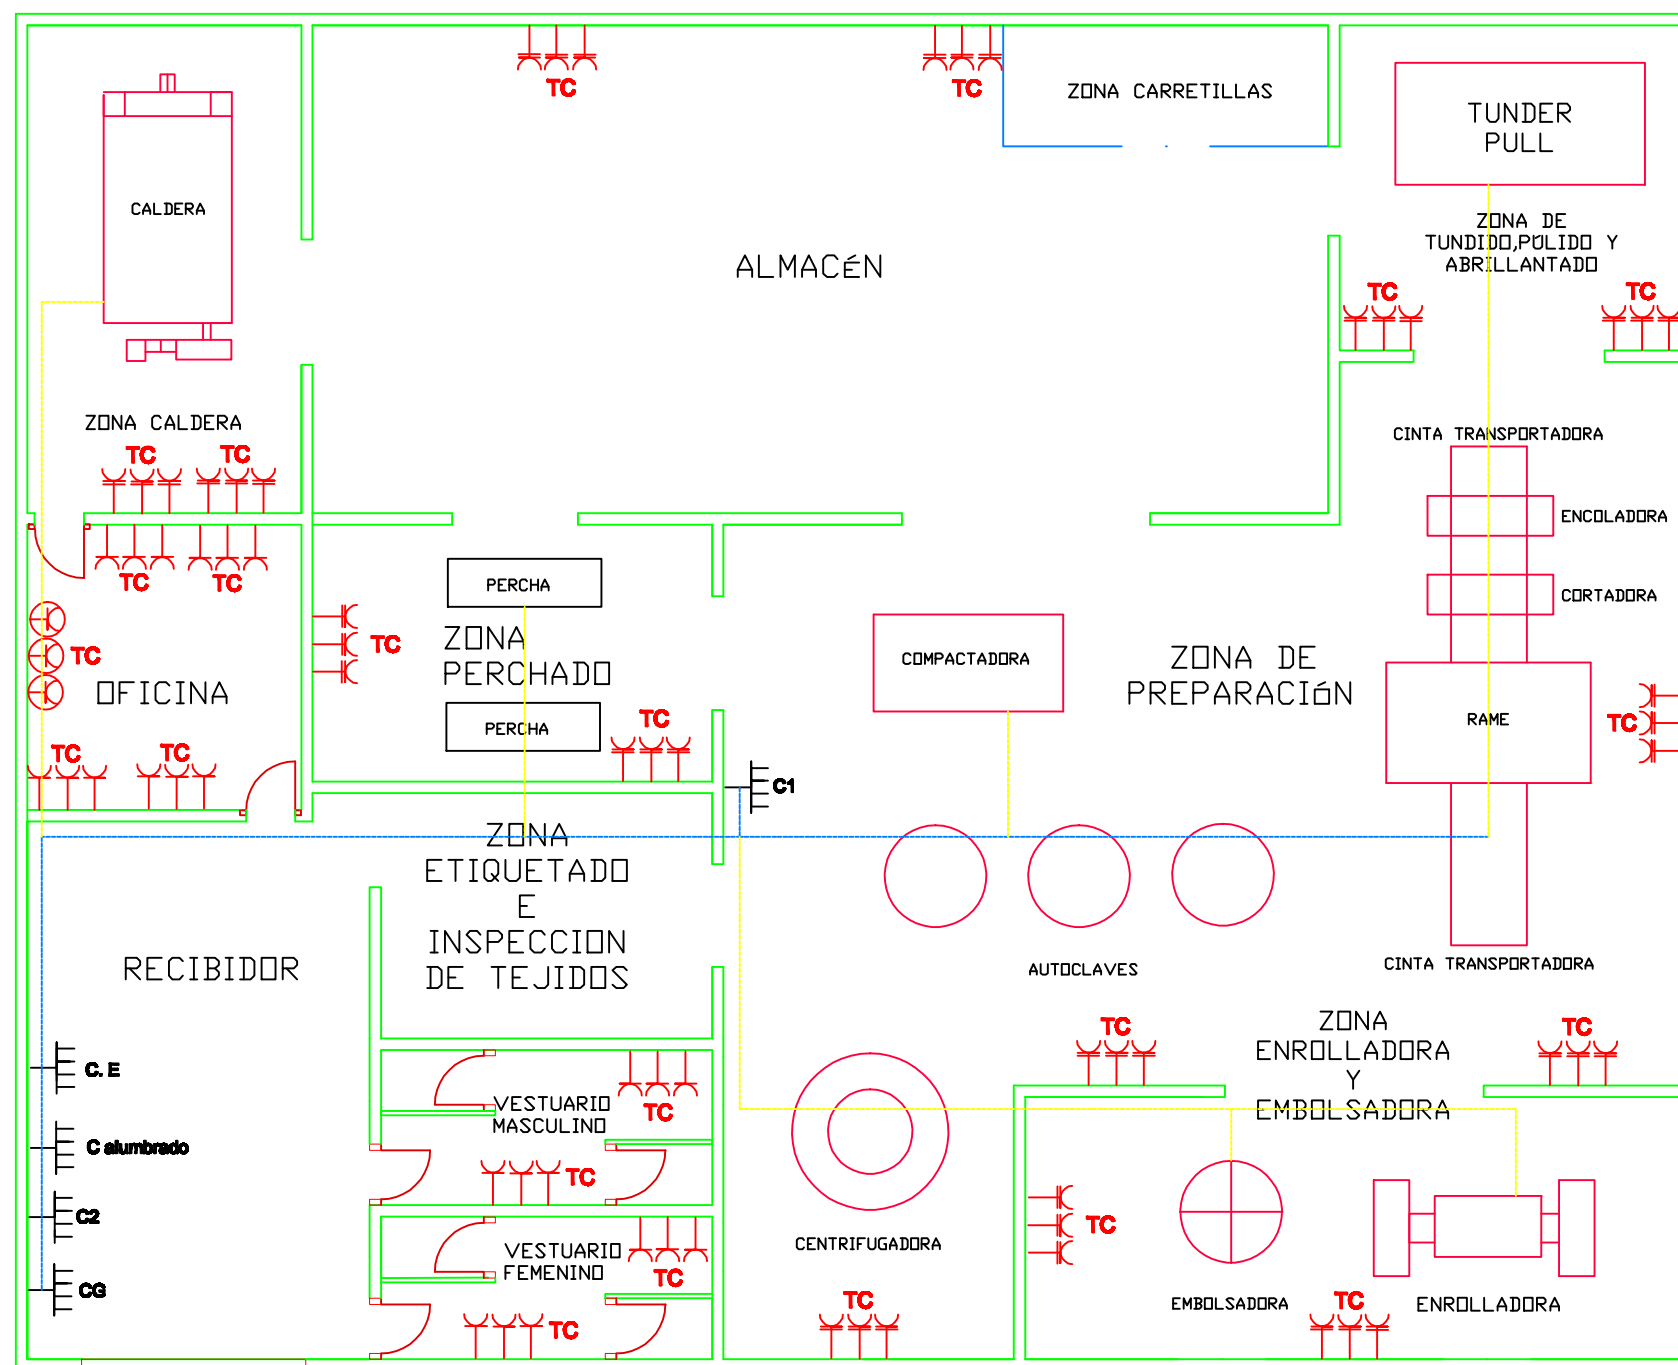 TC
TC
ZONA CARRETILLAS
TUNDER
PULL
CALDERA
ALMACéN
ZONA DE
TUNDIDO,PULIDO Y
ABRILLANTADO
TC
TC
ZONA CALDERA
TC
TC
CINTA TRANSPORTADORA
ENCOLADORA
TC
TC
PERCHA
CORTADORA
TC
TC
ZONA
PERCHADO
OFICINA
COMPACTADORA
ZONA DE
PREPARACIóN
RAME
TC
PERCHA
TC
TC
TC
C1
ZONA
ETIQUETADO
E
INSPECCION
DE TEJIDOS
RECIBIDOR
AUTOCLAVES
CINTA TRANSPORTADORA
ZONA
ENROLLADORA
Y
EMBOLSADORA
TC
TC
C. E
VESTUARIO
MASCULINO
TC
C alumbrado
TC
C2
TC
CENTRIFUGADORA
VESTUARIO
FEMENINO
TC
CG
TC
TC
EMBOLSADORA
TC
ENROLLADORA